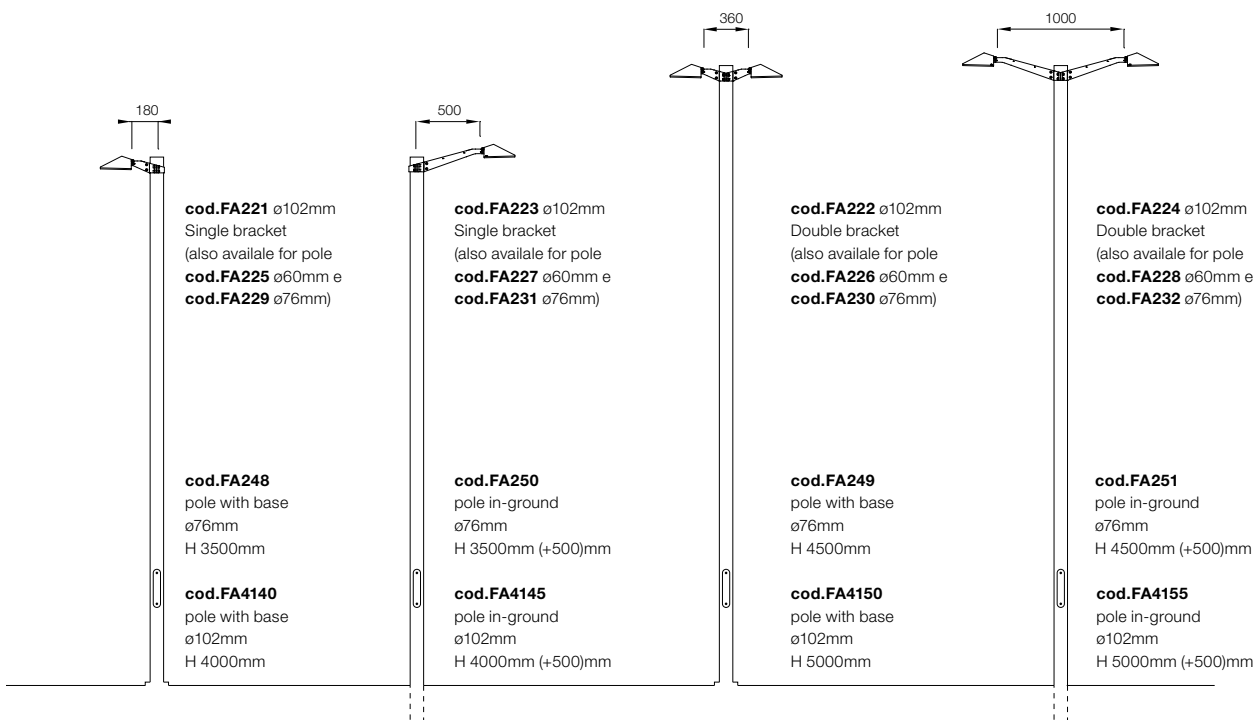 180
500
360
1000
cod.FA221 ø102mm
Single bracket
(also availale for pole
cod.FA225 ø60mm e
cod.FA229 ø76mm)
cod.FA223 ø102mm
Single bracket
(also availale for pole
cod.FA227 ø60mm e
cod.FA231 ø76mm)
cod.FA222 ø102mm
Double bracket
(also availale for pole
cod.FA226 ø60mm e
cod.FA230 ø76mm)
cod.FA224 ø102mm
Double bracket
(also availale for pole
cod.FA228 ø60mm e
cod.FA232 ø76mm)
cod.FA248
pole with base
ø76mm
H 3500mm
cod.FA250
pole in-ground
ø76mm
H 3500mm (+500)mm
cod.FA249
pole with base
ø76mm
H 4500mm
cod.FA251
pole in-ground
ø76mm
H 4500mm (+500)mm
cod.FA4140
pole with base
ø102mm
H 4000mm
cod.FA4145
pole in-ground
ø102mm
H 4000mm (+500)mm
cod.FA4150
pole with base
ø102mm
H 5000mm
cod.FA4155
pole in-ground
ø102mm
H 5000mm (+500)mm